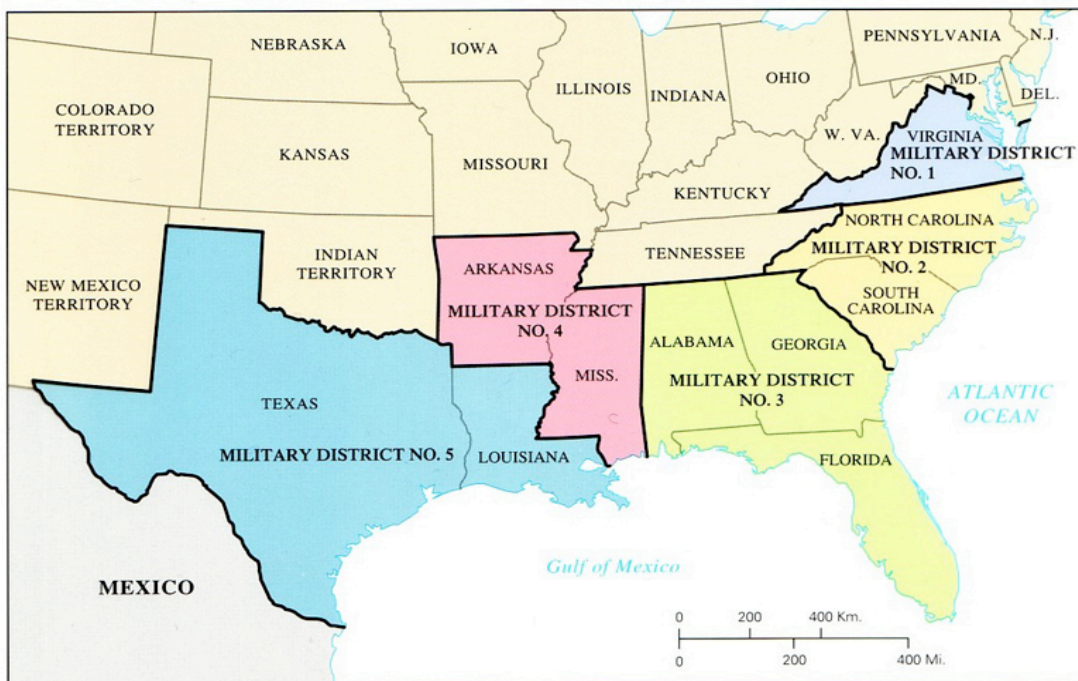 NEBRASKA
IOWA
PENNSYLVANIA
N.J.
COLORADO
TERRITORY
ILLINOIS
INDIANA
OHIO
MD.
DEL.
KANSAS
MISSOURI
W. VA.
VIRGINIA
MILITARY DISTRICT
NO. 1
KENTUCKY
NEW MEXICO
TERRITORY
INDIAN
TERRITORY
ARKANSAS
MILITARY DISTRICT
NO. 4
TENNESSEE
NORTH CAROLINA
MILITARY DISTRICT
NO. 2
SOUTH
CAROLINA
TEXAS
MILITARY DISTRICT NO. 5
LOUISIANA
MISS.
ALABAMA
GEORGIA
MILITARY DISTRICT
NO. 3
FLORIDA
ATLANTIC
OCEAN
MEXICO
Gulf of Mexico
0 200 400 Km.
0 200 400 Mi.